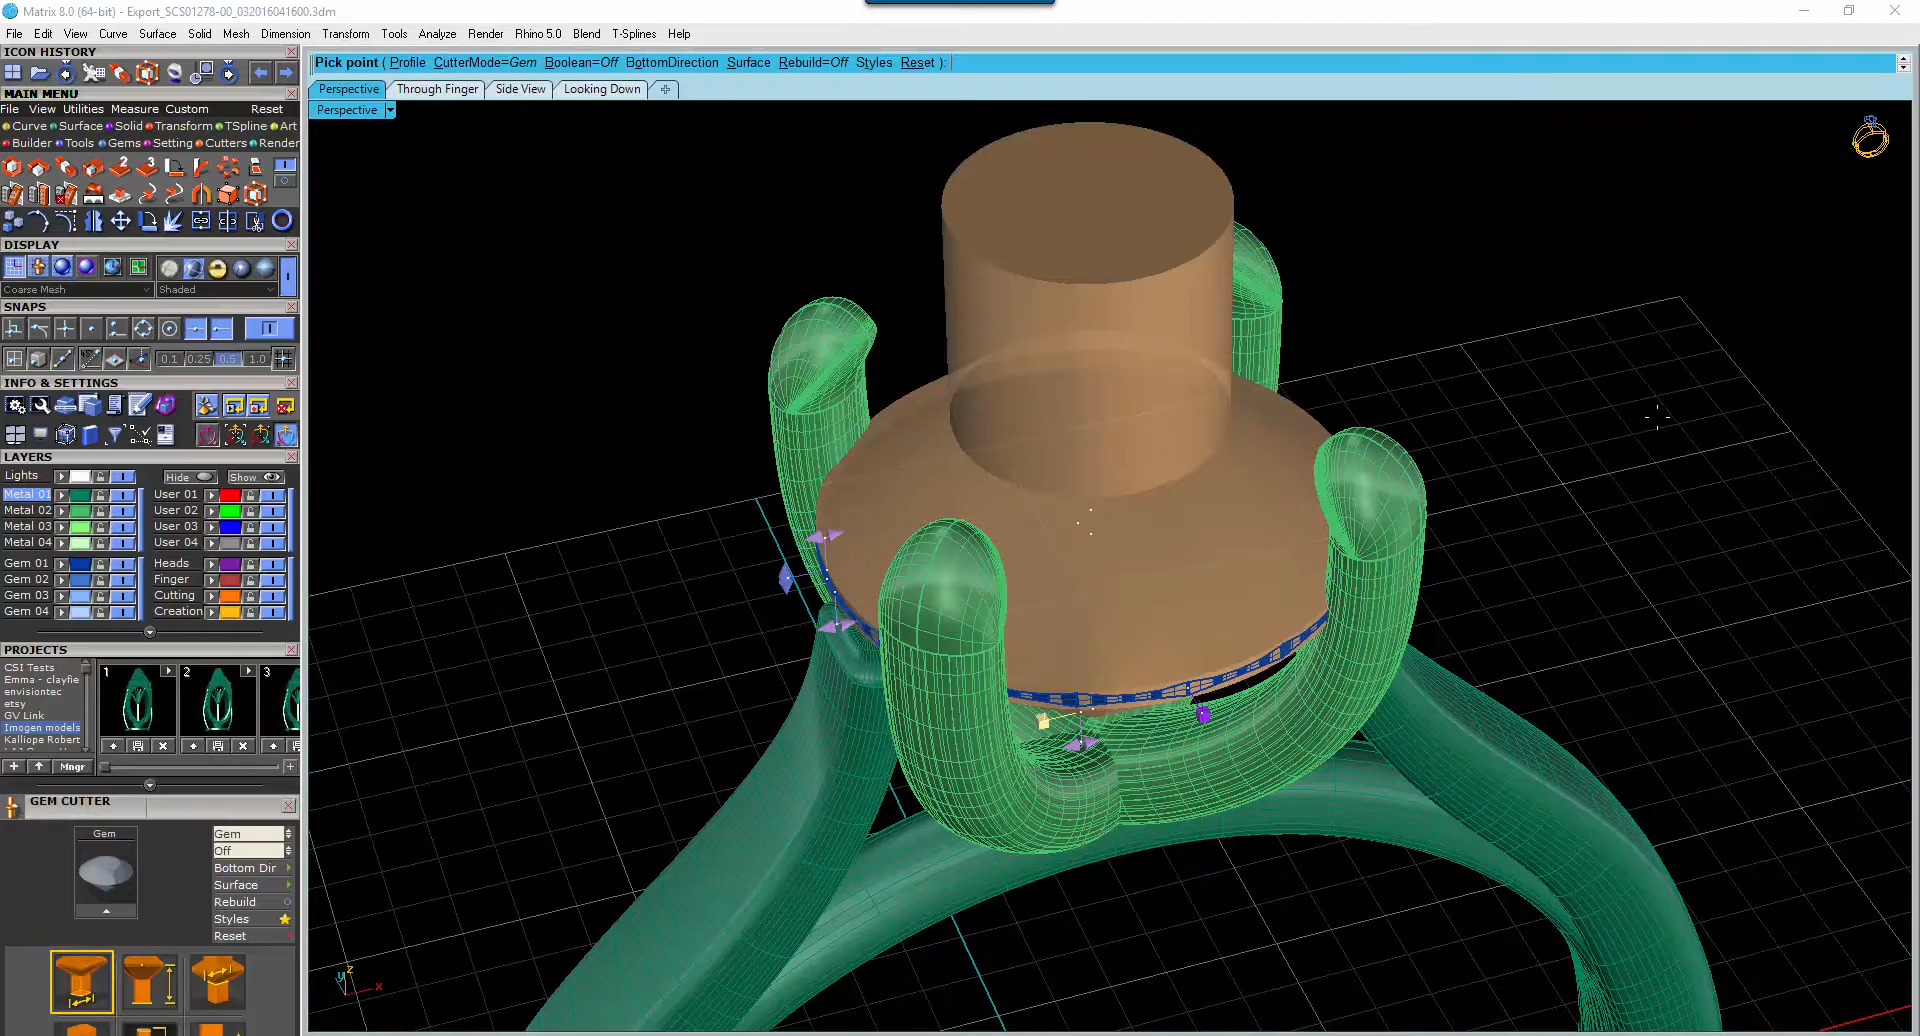 Matrix 8.0 (64-bit) - Export_SCS01278-00_032016041600.3dm
File Edit View Curve Surface Solid Mesh Dimension Transform Tools Analyze Render Rhino 5.0 Blend T-Splines Help
ICON HISTORY
Pick point ( Profile CutterMode=Gem Boolean=Off BottomDirection Surface Rebuild=Off Styles Reset ):
Perspective Through Finger Side View Looking Down
Perspective
MAIN MENU
File View Utilities Measure Custom Reset
Curve Surface Solid Transform TSpline Art
Builder Tools Gems Setting Cutters Render
2 3
DISPLAY
Coarse Mesh Shaded
SNAPS
0.1 0.25 0.5 1.0
INFO & SETTINGS
LAYERS
Lights Hide Show
Metal 01 User 01
Metal 02 User 02
Metal 03 User 03
Metal 04 User 04
Gem 01 Heads
Gem 02 Finger
Gem 03 Cutting
Gem 04 Creation
PROJECTS
CSI Tests
Emma - clayfie
envisiontec
etsy
GV Link
Imogen models
Kalliope Robert
1 2 3
Mngr
GEM CUTTER
Gem
Gem
Off
Bottom Dir
Surface
Rebuild
Styles
Reset
z
y
x